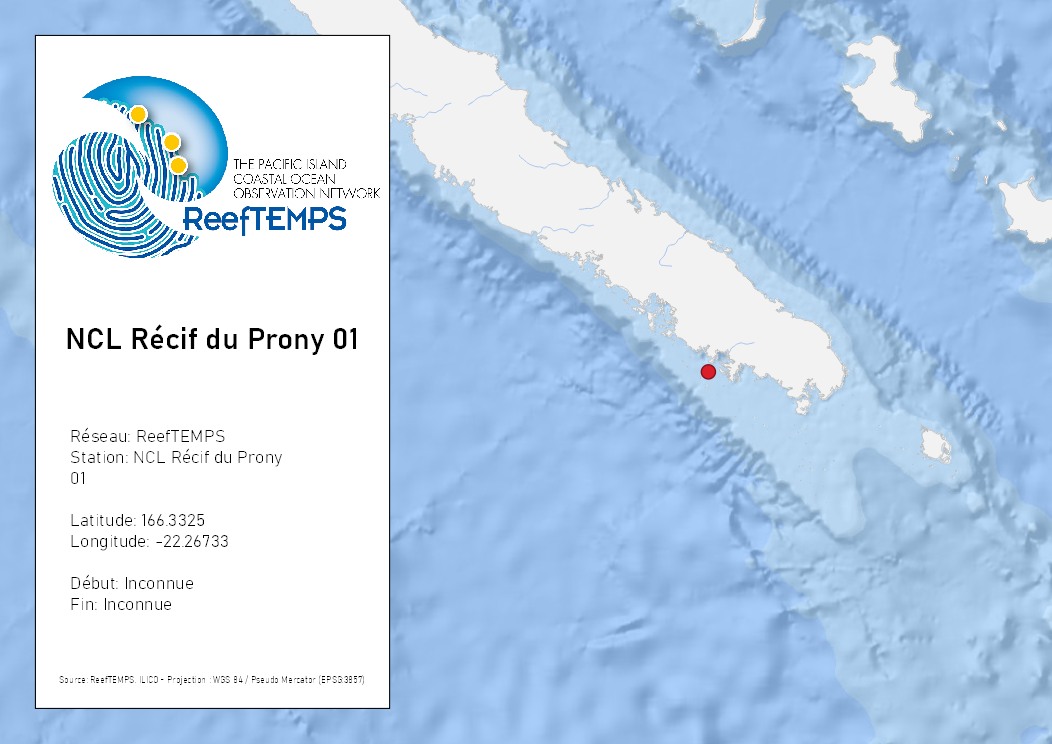 THE PACIFIC ISLAND
COASTAL OCEAN
OBSERVATION NETWORK
ReefTEMPS
NCL Récif du Prony 01
Réseau: ReefTEMPS
Station: NCL Récif du Prony
01
Latitude: 166.3325
Longitude: -22.26733
Début: Inconnue
Fin: Inconnue
Source: ReefTEMPS, ILICO - Projection : WGS 84 / Pseudo Mercator (EPSG:3857)